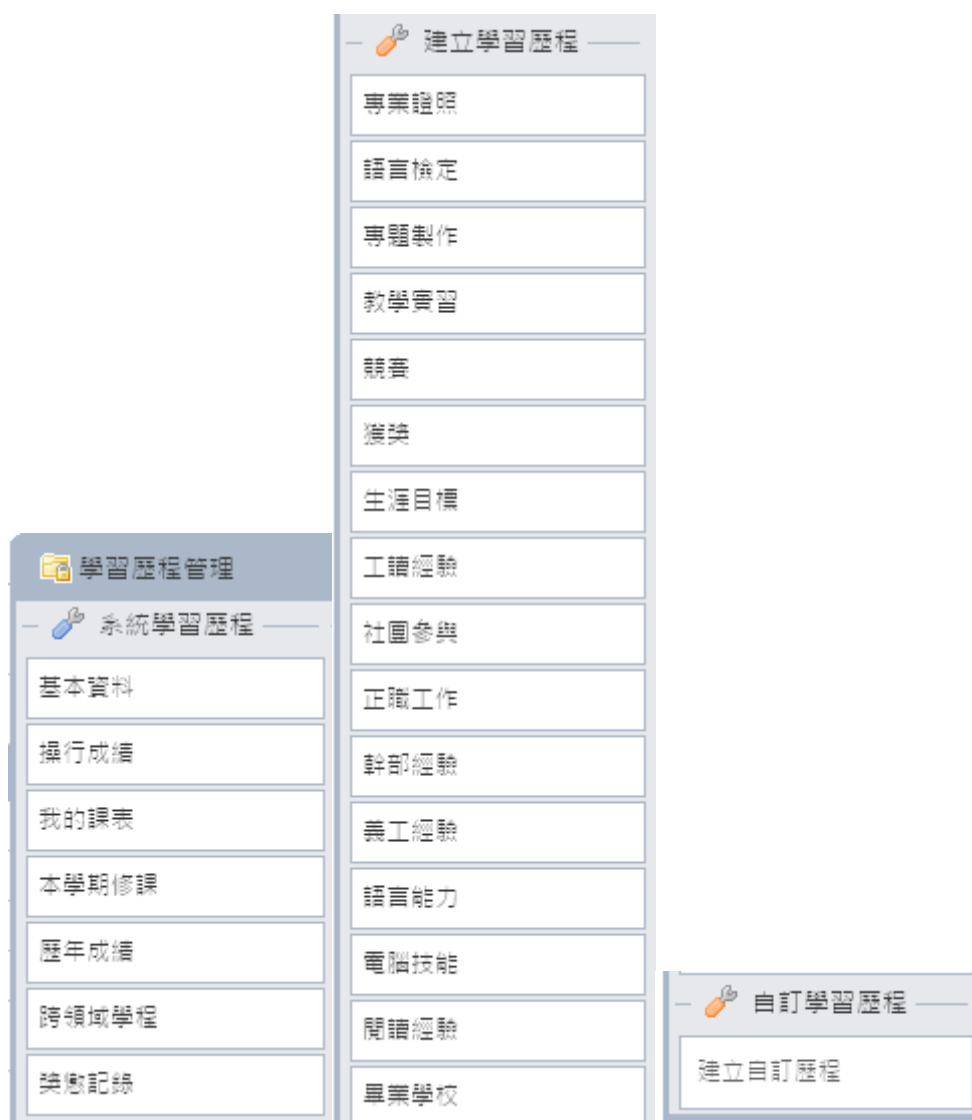 學習歷程管理
系統學習歷程
基本資料
操行成績
我的課表
本學期修課
歷年成績
跨領域學程
獎懲記錄
建立學習歷程
專業證照
語言檢定
專題製作
教學實習
競賽
獲獎
生涯目標
工讀經驗
社團參與
正職工作
幹部經驗
義工經驗
語言能力
電腦技能
閱讀經驗
畢業學校
自訂學習歷程
建立自訂歷程